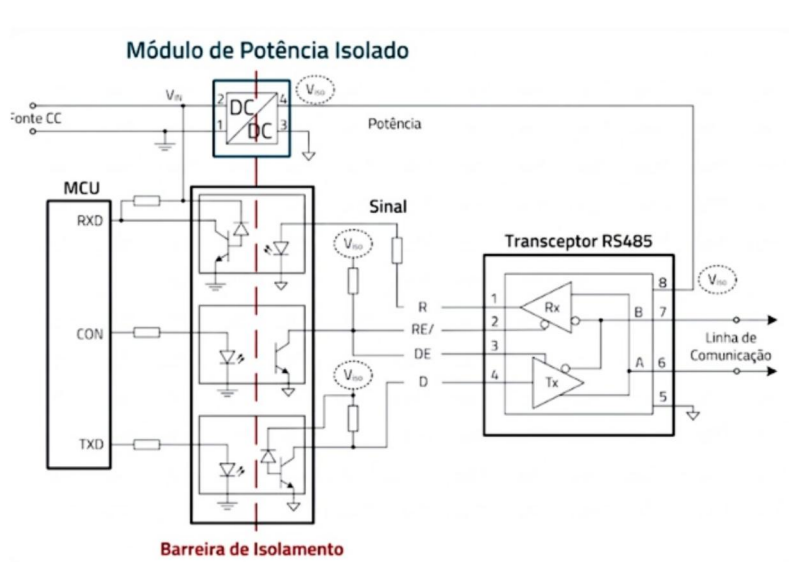 Módulo de Potência Isolado
VIN
2
DC
4
VISO
Fonte CC
1
DC
3
Potência
MCU
RXD
Sinal
VISO
Transceptor RS485
8
VISO
R
1
Rx
B
7
RE/
2
CON
DE
3
Linha de
Comunicação
A
6
VISO
D
4
Tx
5
TXD
Barreira de Isolamento